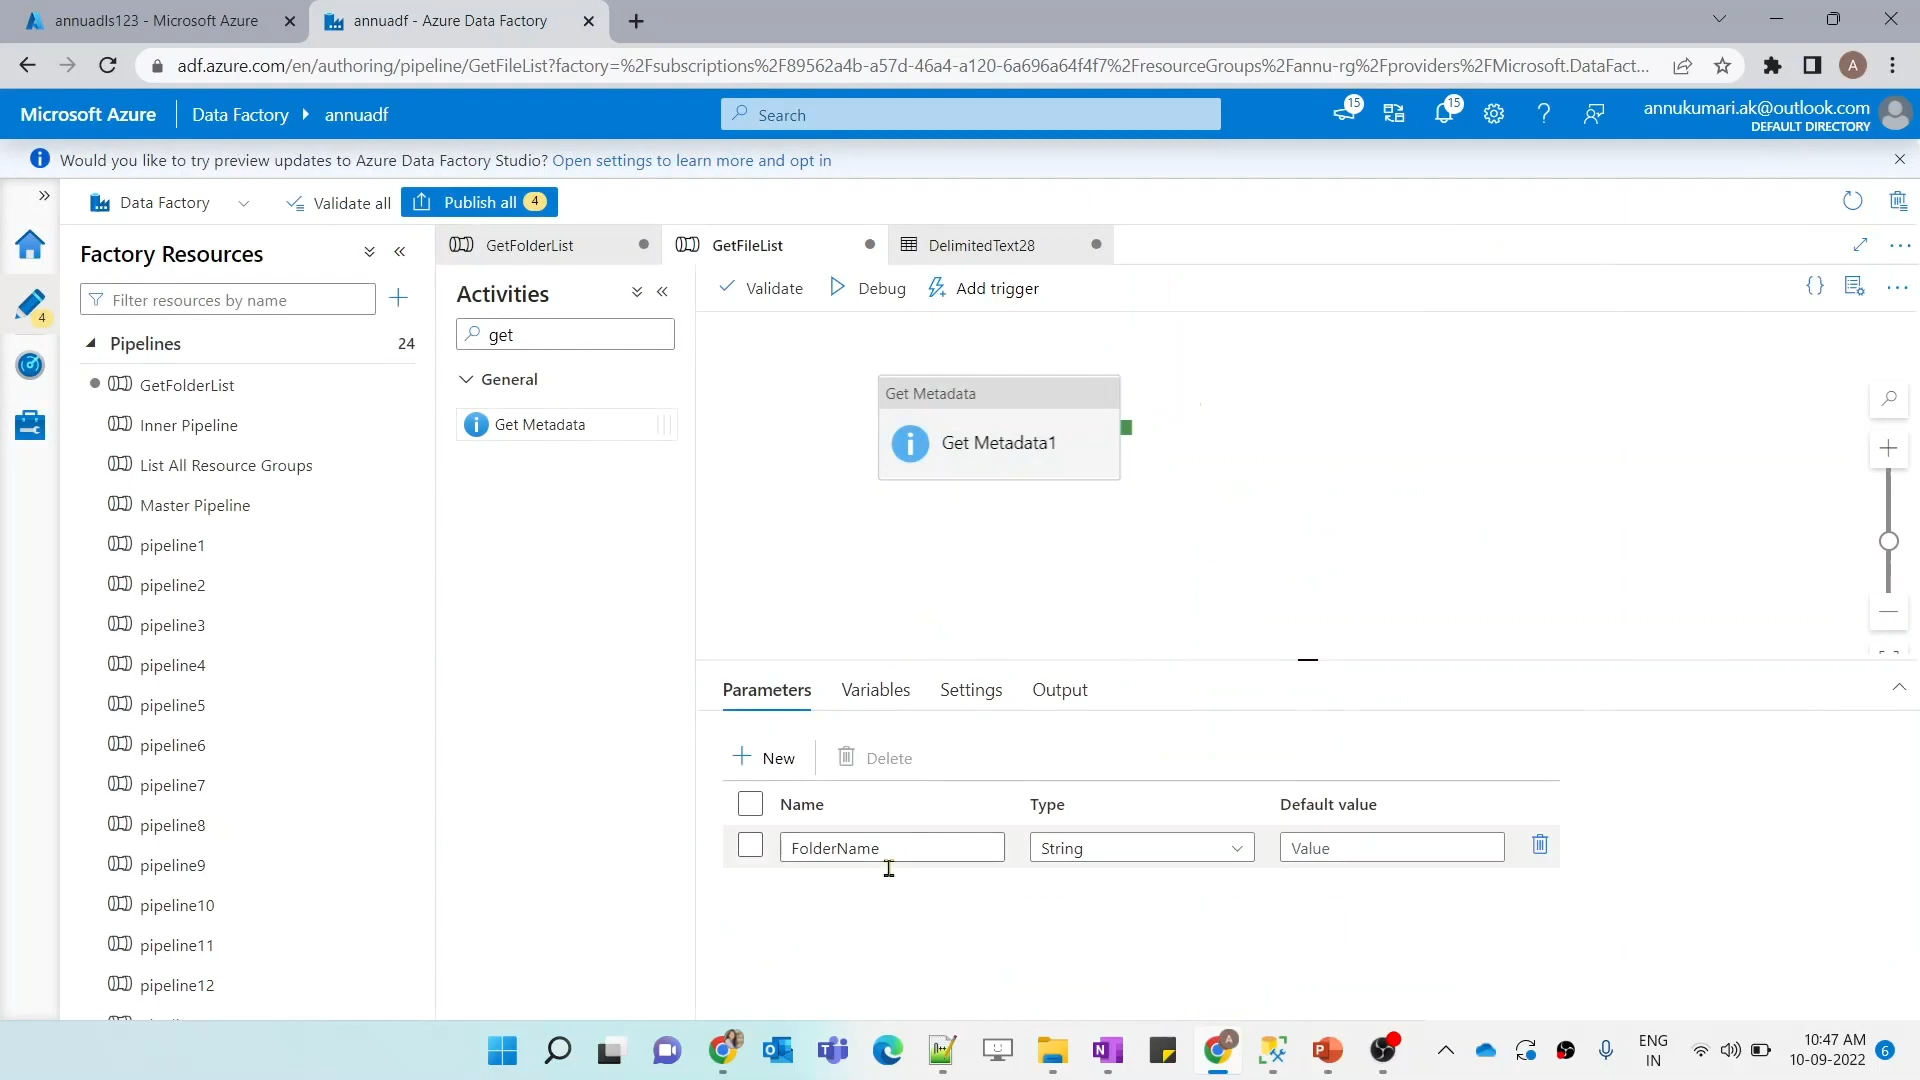 annuadls123 - Microsoft Azure
annuadf - Azure Data Factory
adf.azure.com/en/authoring/pipeline/GetFileList?factory=%2Fsubscriptions%2F89562a4b-a57d-46a4-a120-6a696a64f4f7%2FresourceGroups%2Fannu-rg%2Fproviders%2FMicrosoft.DataFact...
A
Microsoft Azure
Data Factory
annuadf
Search
15
15
annukumari.ak@outlook.com
DEFAULT DIRECTORY
Would you like to try preview updates to Azure Data Factory Studio? Open settings to learn more and opt in
Data Factory
Validate all
Publish all 4
Factory Resources
GetFolderList
GetFileList
DelimitedText28
Activities
Validate
Debug
Add trigger
Filter resources by name
4
get
Pipelines 24
General
Get Metadata
Get Metadata
Get Metadata1
GetFolderList
Inner Pipeline
List All Resource Groups
Master Pipeline
pipeline1
pipeline2
pipeline3
pipeline4
pipeline5
pipeline6
pipeline7
pipeline8
pipeline9
pipeline10
pipeline11
pipeline12
Parameters
Variables
Settings
Output
New
Delete
Name Type Default value
FolderName String Value
ENG
IN
10:47 AM
10-09-2022
6